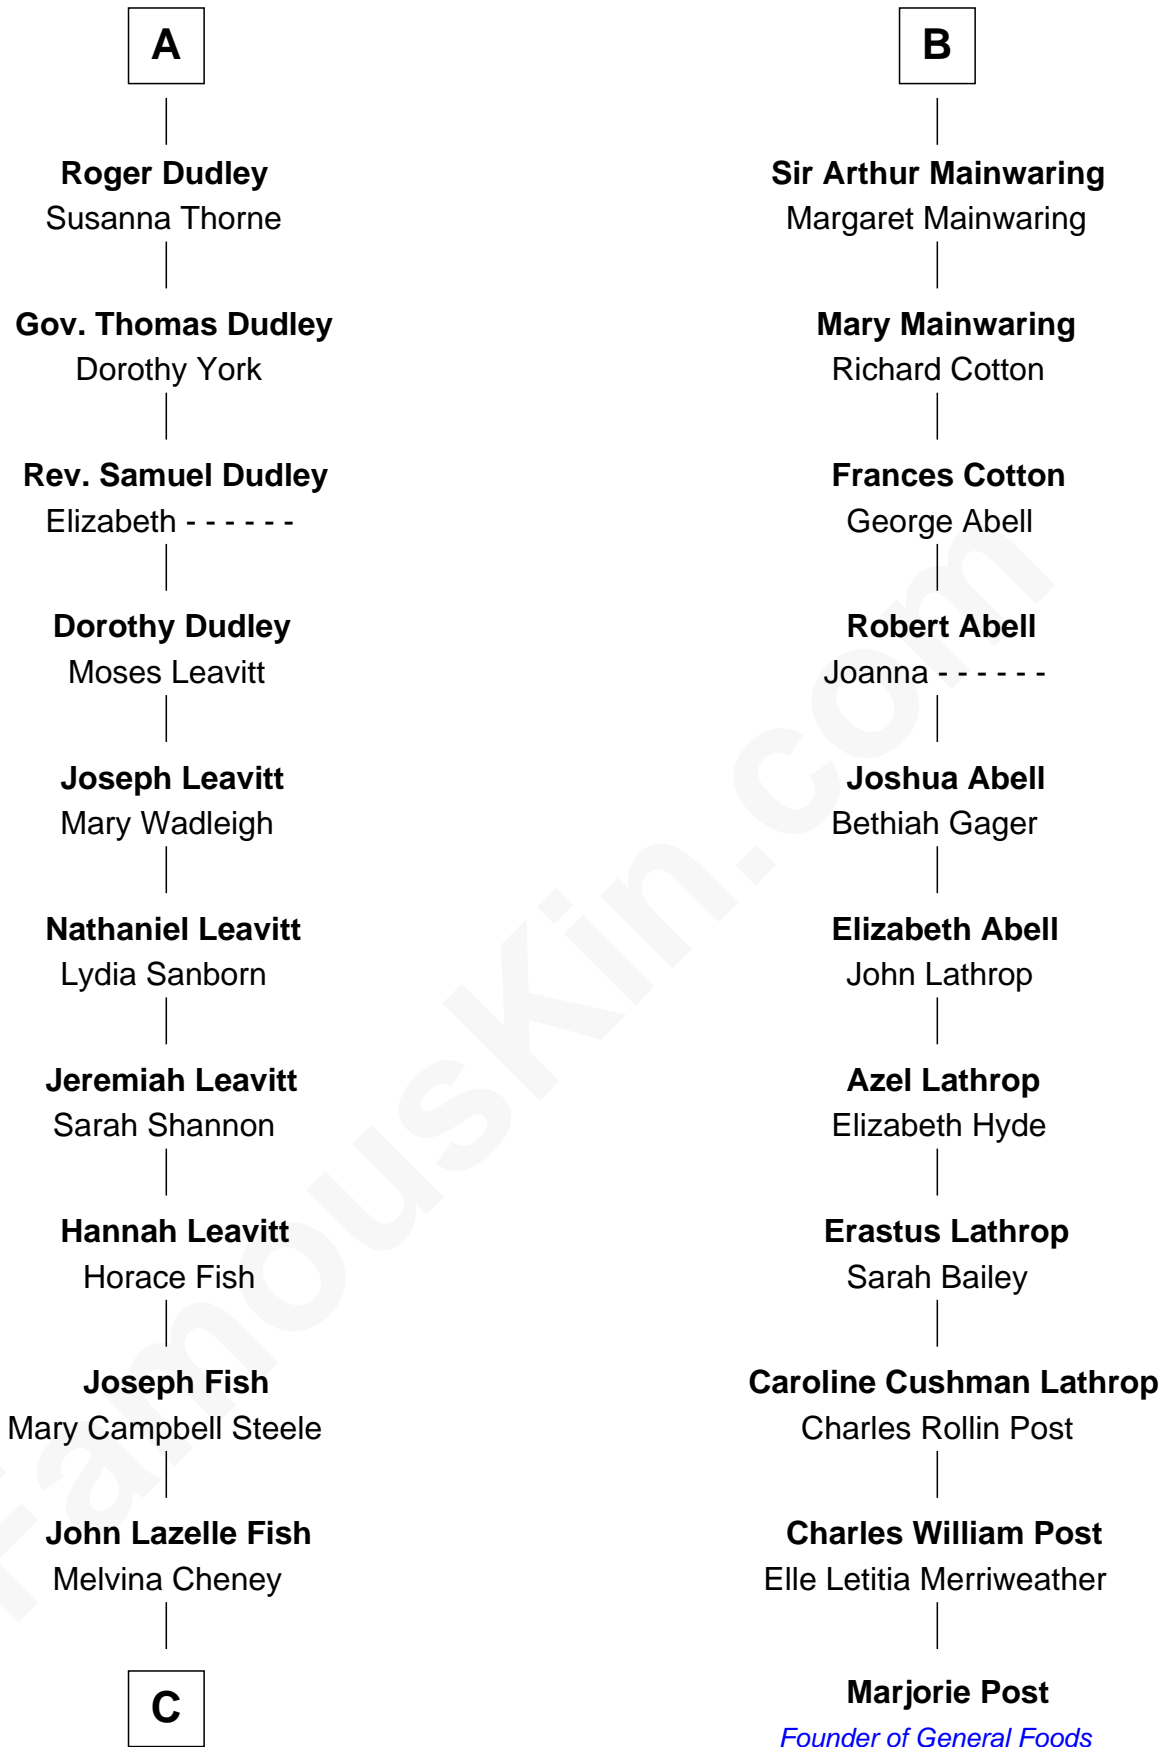 A
Roger Dudley
Susanna Thorne
Gov. Thomas Dudley
Dorothy York
Rev. Samuel Dudley
Elizabeth - - - - - -
Dorothy Dudley
Moses Leavitt
Joseph Leavitt
Mary Wadleigh
Nathaniel Leavitt
Lydia Sanborn
Jeremiah Leavitt
Sarah Shannon
Hannah Leavitt
Horace Fish
Joseph Fish
Mary Campbell Steele
John Lazelle Fish
Melvina Cheney
C
B
Sir Arthur Mainwaring
Margaret Mainwaring
Mary Mainwaring
Richard Cotton
Frances Cotton
George Abell
Robert Abell
Joanna - - - - - -
Joshua Abell
Bethiah Gager
Elizabeth Abell
John Lathrop
Azel Lathrop
Elizabeth Hyde
Erastus Lathrop
Sarah Bailey
Caroline Cushman Lathrop
Charles Rollin Post
Charles William Post
Elle Letitia Merriweather
Marjorie Post
Founder of General Foods
FamousKin.com